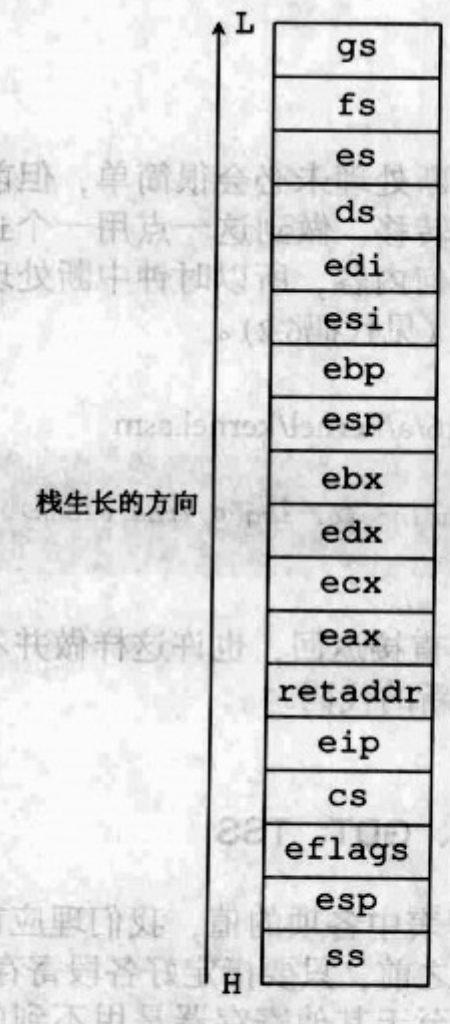 L
gs
fs
es
ds
edi
esi
ebp
esp
ebx
栈生长的方向
edx
ecx
eax
retaddr
eip
cs
eflags
esp
ss
H